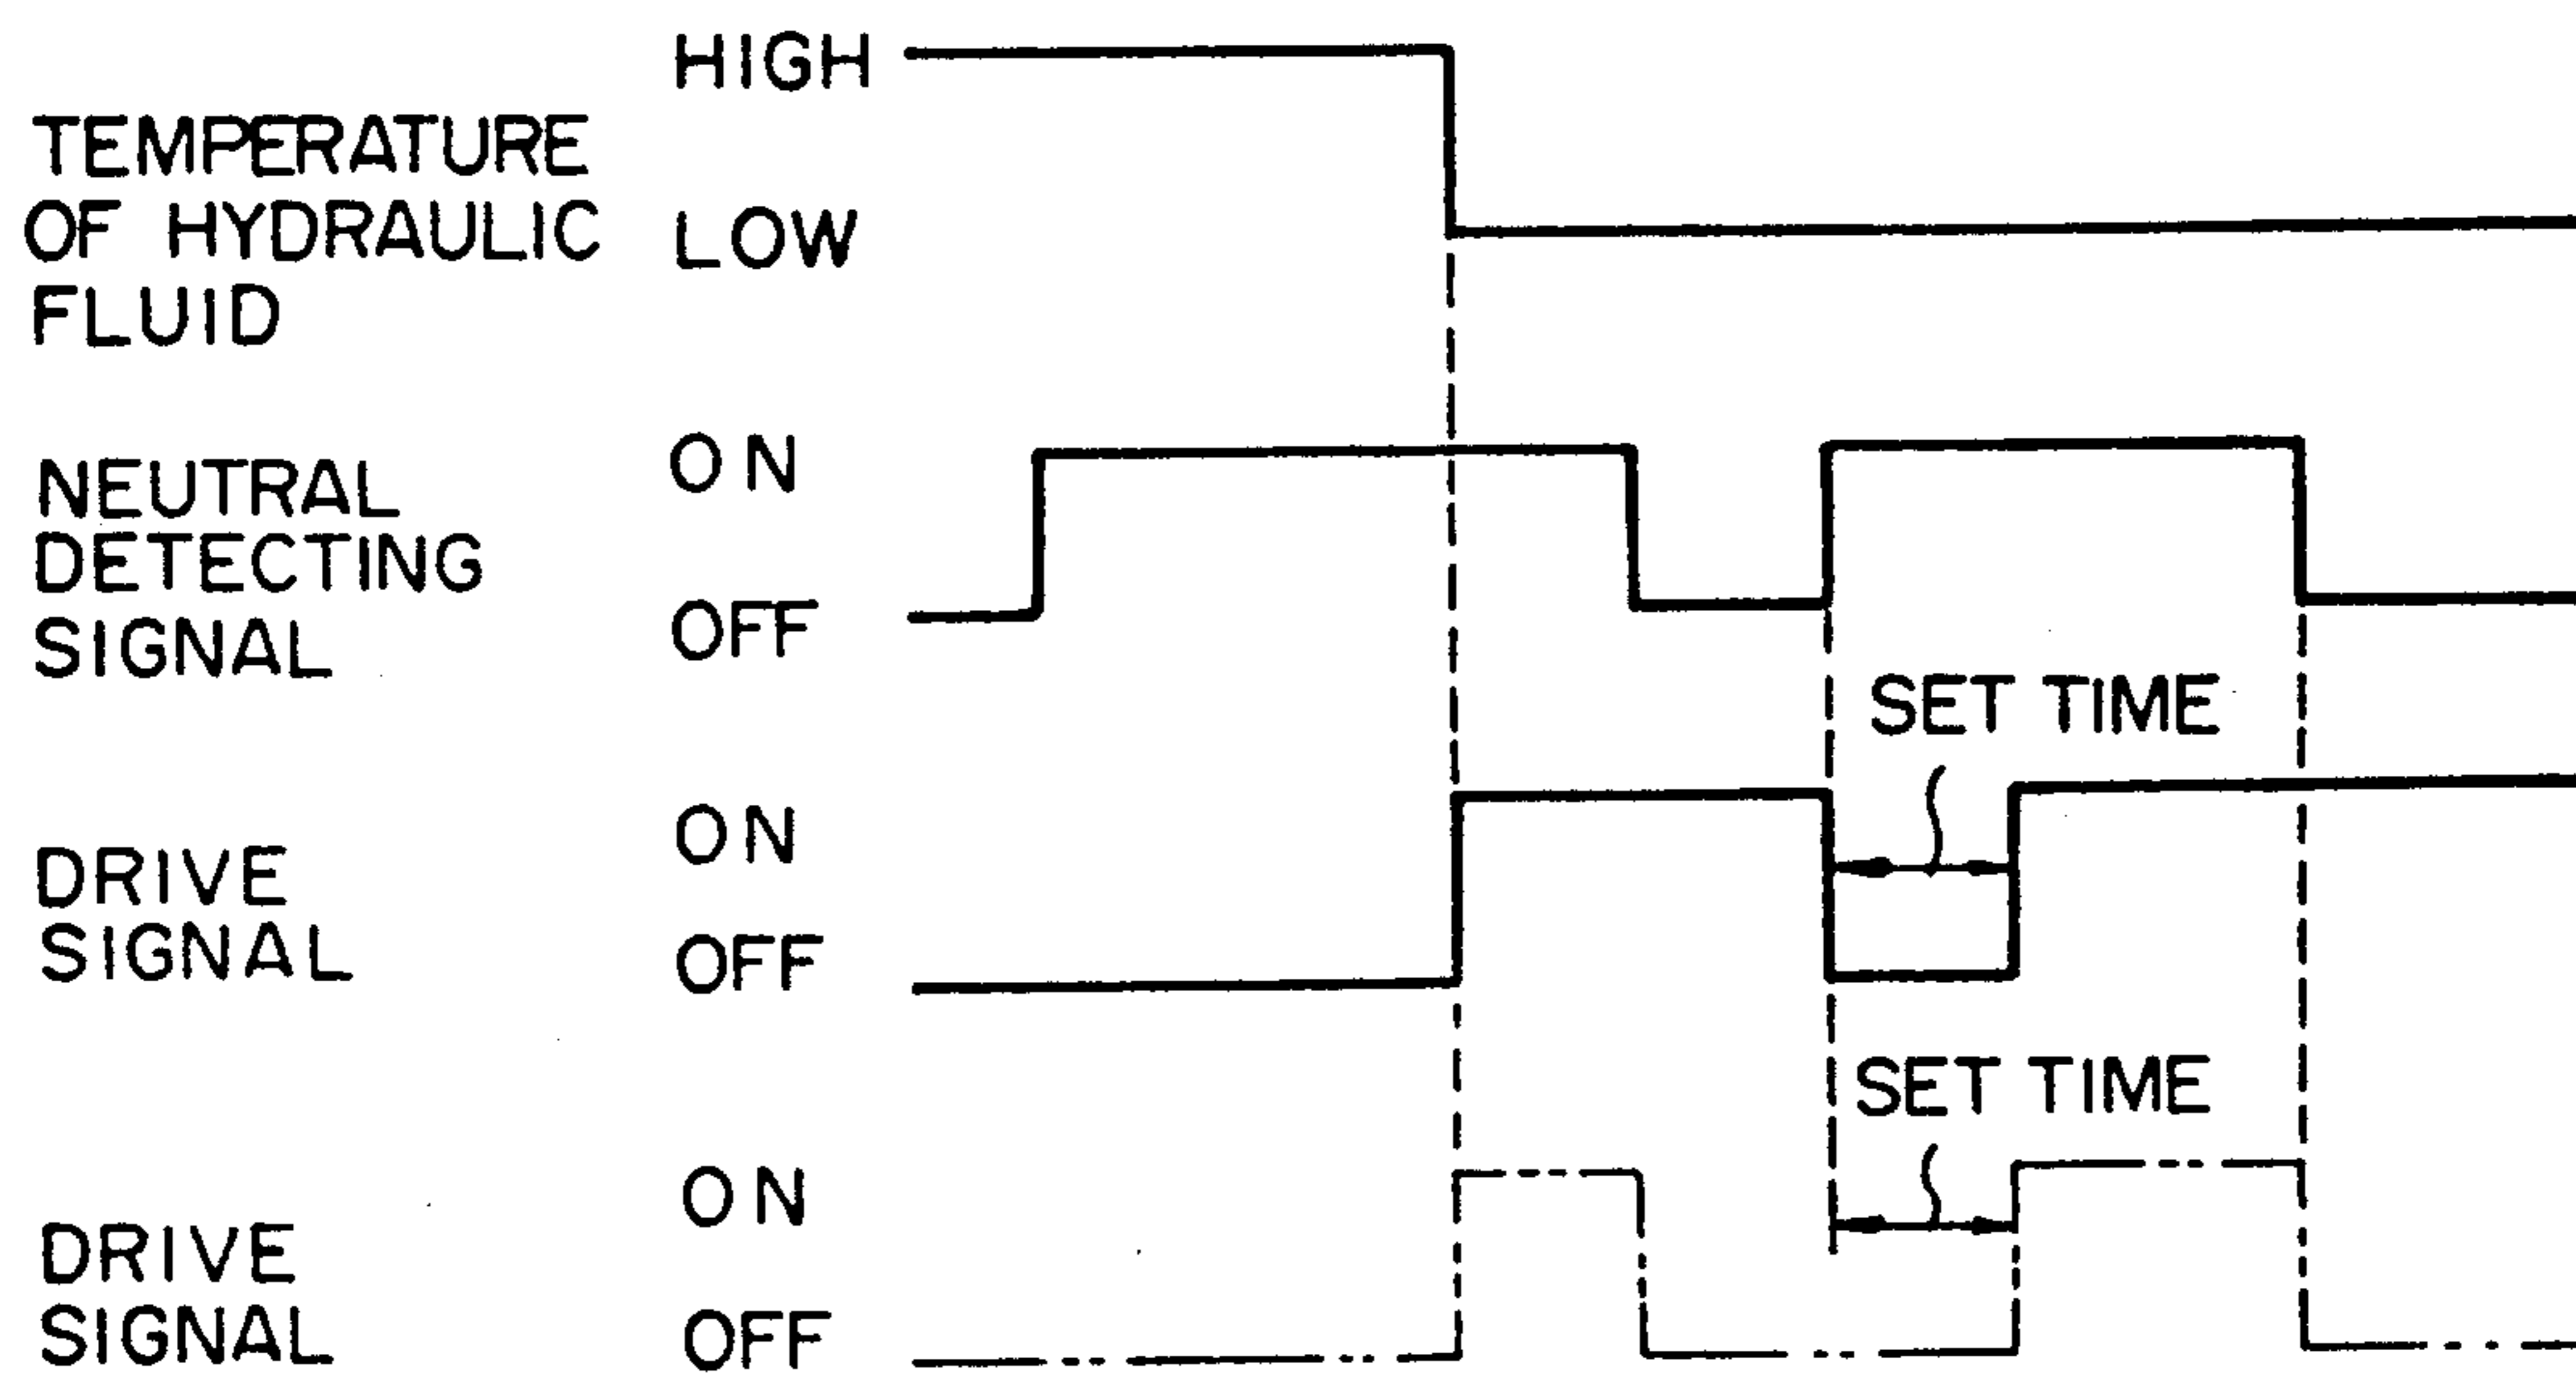 HIGH
TEMPERATURE
OF HYDRAULIC
FLUID
LOW
NEUTRAL
DETECTING
SIGNAL
ON
OFF
SET TIME
DRIVE
SIGNAL
ON
OFF
SET TIME
DRIVE
SIGNAL
ON
OFF